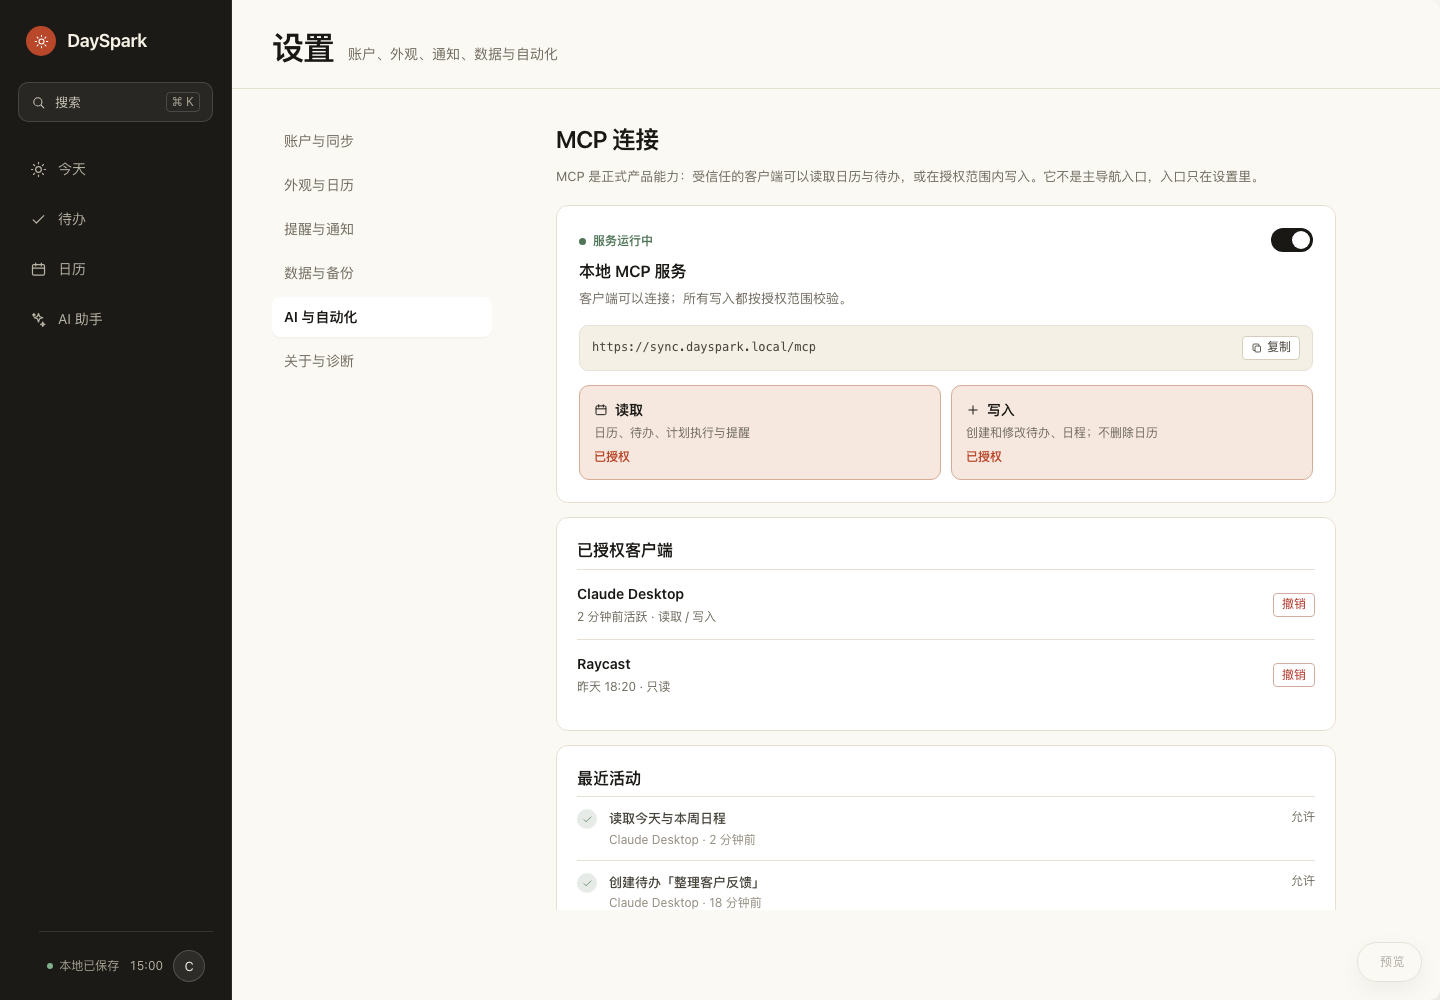 DaySpark
搜索
⌘ K
今天
待办
日历
AI 助手
本地已保存 15:00
C
设置
账户、外观、通知、数据与自动化
账户与同步
外观与日历
提醒与通知
数据与备份
AI 与自动化
关于与诊断
MCP 连接
MCP 是正式产品能力：受信任的客户端可以读取日历与待办，或在授权范围内写入。它不是主导航入口，入口只在设置里。
服务运行中
本地 MCP 服务
客户端可以连接；所有写入都按授权范围校验。
https://sync.dayspark.local/mcp
复制
读取
日历、待办、计划执行与提醒
已授权
写入
创建和修改待办、日程；不删除日历
已授权
已授权客户端
Claude Desktop
2 分钟前活跃 · 读取 / 写入
撤销
Raycast
昨天 18:20 · 只读
撤销
最近活动
读取今天与本周日程
Claude Desktop · 2 分钟前
允许
创建待办「整理客户反馈」
Claude Desktop · 18 分钟前
允许
预览